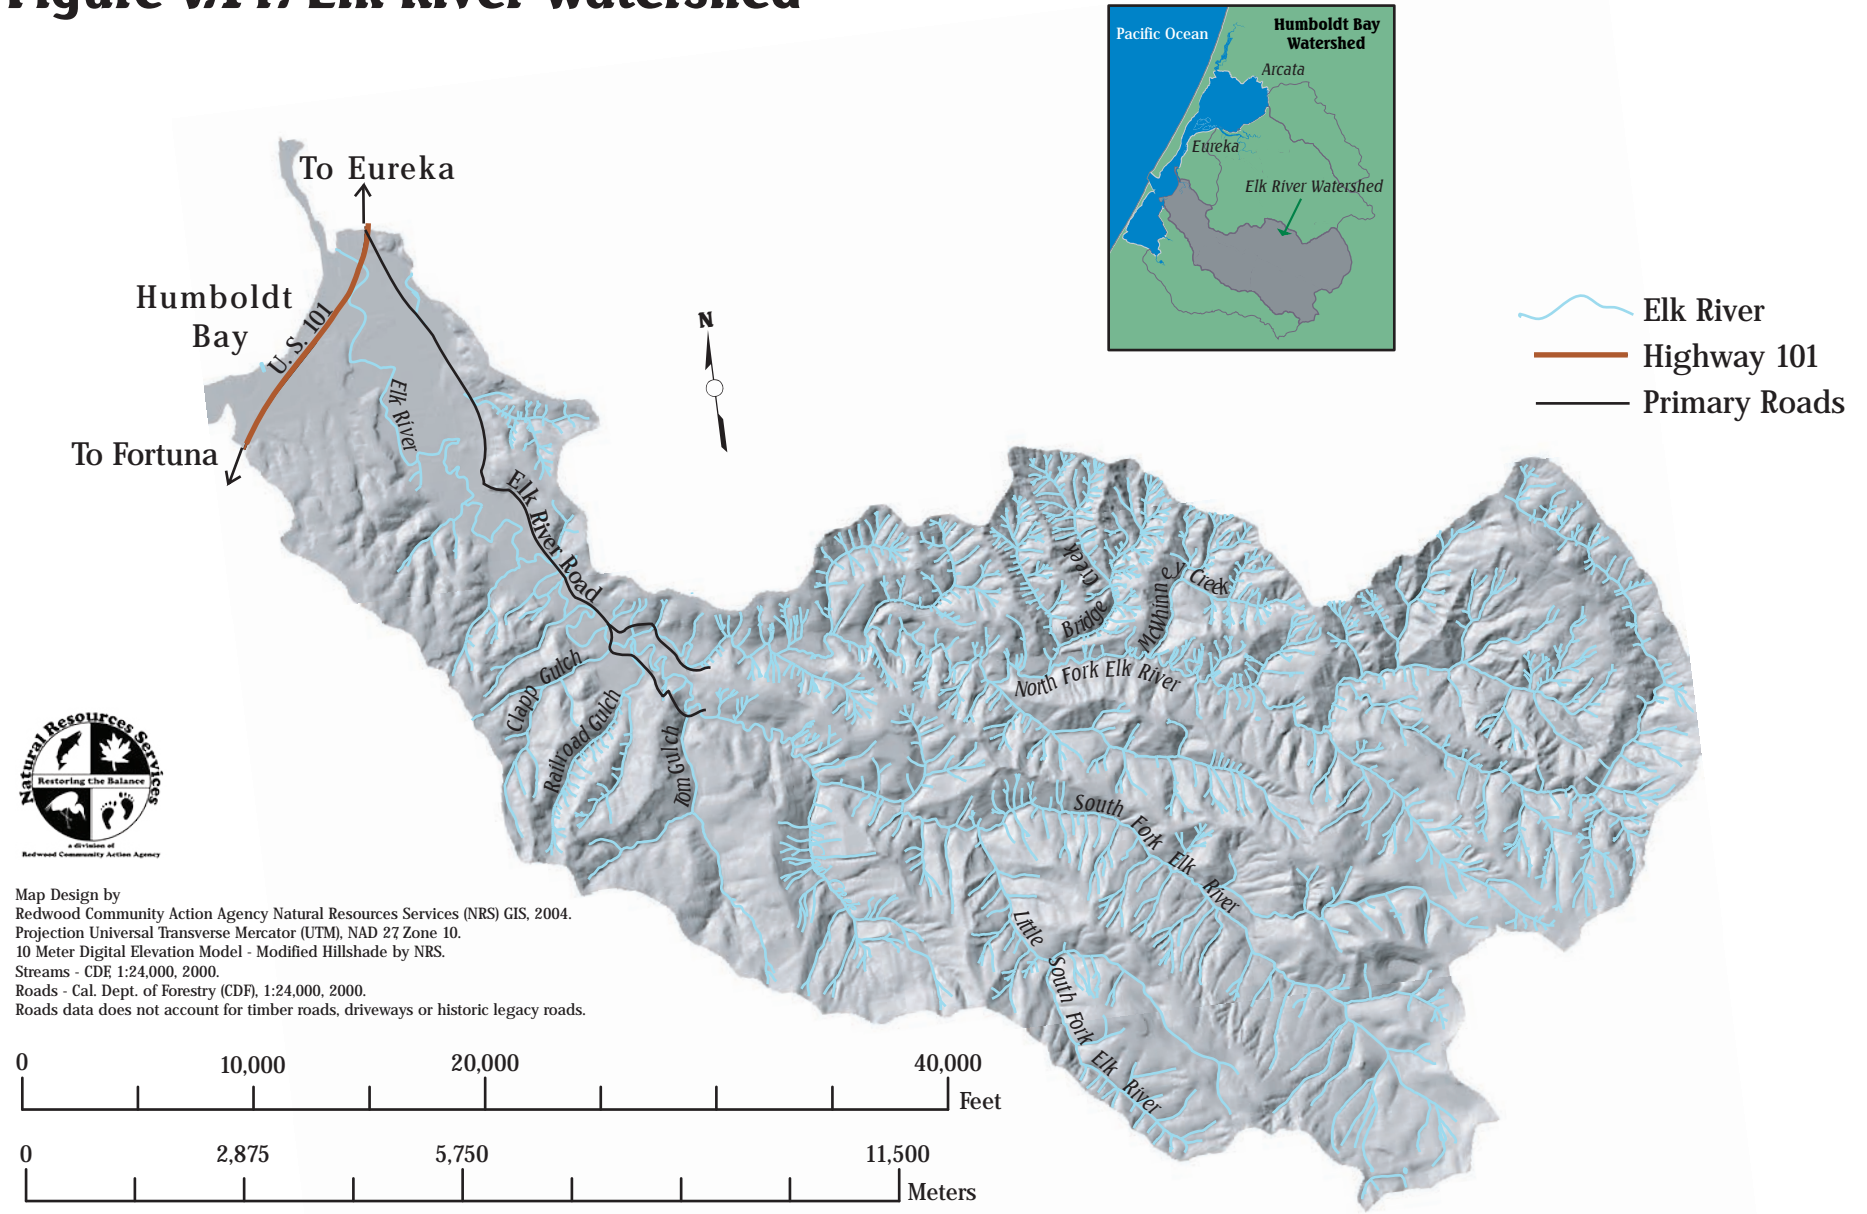 Elk River Watershed
Pacific Ocean
Humboldt Bay
Watershed
Arcata
Eureka
Elk River Watershed
To Eureka
Humboldt
Bay
U. S. 101
To Fortuna
N
Elk River
Highway 101
Primary Roads
Elk River
Elk River Road
Bridge Creek
McWhinney Creek
North Fork Elk River
Clapp Gulch
Railroad Gulch
Tom Gulch
South Fork Elk River
Little South Fork Elk River
Natural Resources Services
Restoring the Balance
a division of
Redwood Community Action Agency
Map Design by
Redwood Community Action Agency Natural Resources Services (NRS) GIS, 2004.
Projection Universal Transverse Mercator (UTM), NAD 27, Zone 10.
10 Meter Digital Elevation Model - Modified Hillshade by NRS.
Streams - CDF, 1:24,000, 2000.
Roads - Cal. Dept. of Forestry (CDF), 1:24,000, 2000.
Roads data does not account for timber roads, driveways or historic legacy roads.
0 10,000 20,000 40,000
Feet
0 2,875 5,750 11,500
Meters